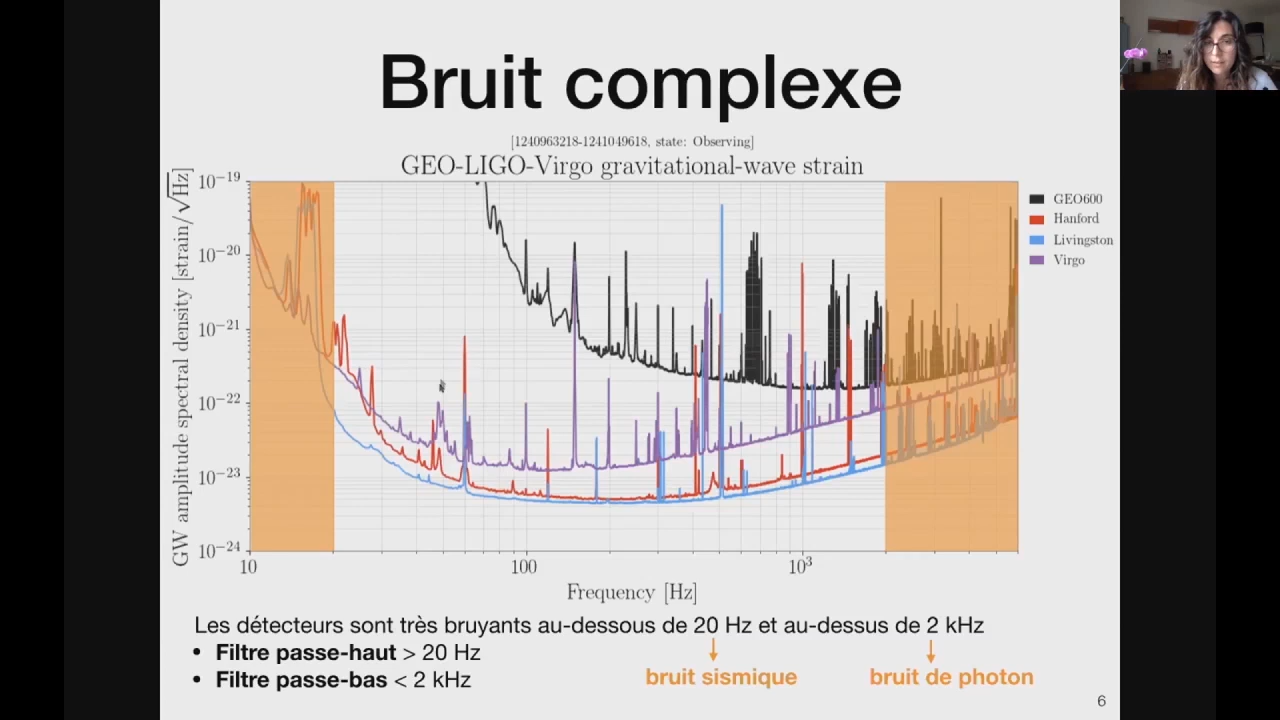 Bruit complexe
[1240963218-1241049618, state: Observing]
GEO-LIGO-Virgo gravitational-wave strain
GW amplitude spectral density [strain/√Hz]
10⁻¹⁹
10⁻²⁰
10⁻²¹
10⁻²²
10⁻²³
10⁻²⁴
10
100
10³
Frequency [Hz]
GEO600
Hanford
Livingston
Virgo
Les détecteurs sont très bruyants au-dessous de 20 Hz et au-dessus de 2 kHz
• Filtre passe-haut > 20 Hz
• Filtre passe-bas < 2 kHz
bruit sismique
bruit de photon
6